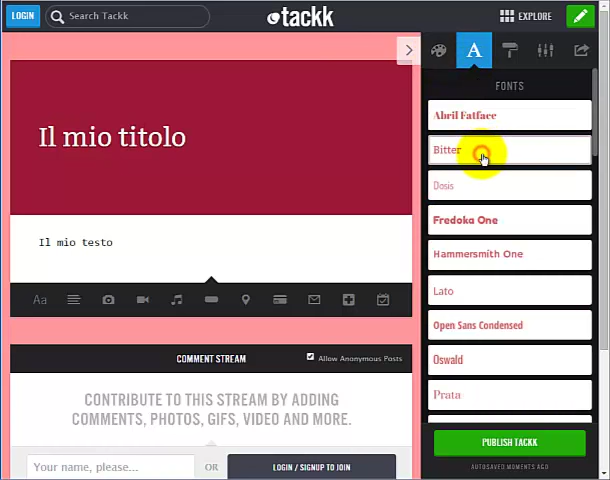 LOGIN
Search Tackk
tackk
EXPLORE
Il mio titolo
Il mio testo
Aa
COMMENT STREAM
Allow Anonymous Posts
CONTRIBUTE TO THIS STREAM BY ADDING
COMMENTS, PHOTOS, GIFS, VIDEO AND MORE.
Your name, please...
OR
LOGIN / SIGNUP TO JOIN
A
FONTS
Abril Fatface
Bitter
Dosis
Fredoka One
Hammersmith One
Lato
Open Sans Condensed
Oswald
Prata
PUBLISH TACKK
AUTOSAVED MOMENTS AGO